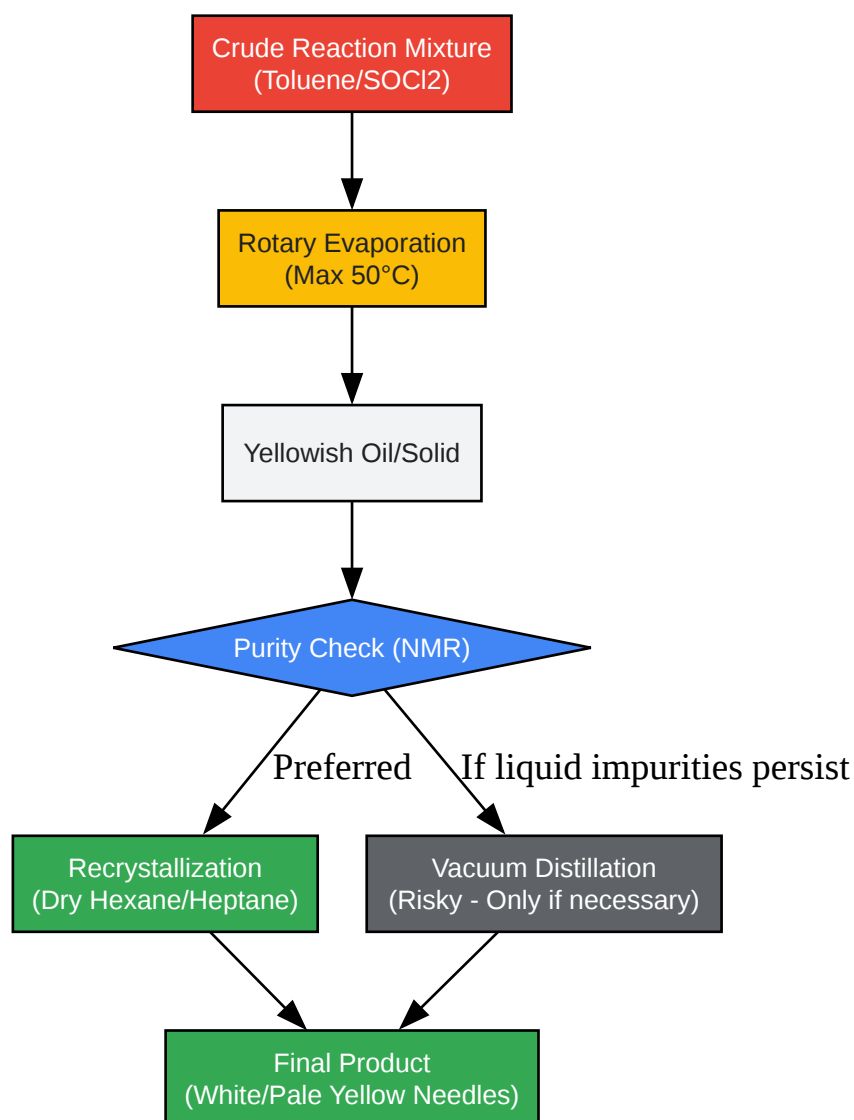 Crude Reaction Mixture
(Toluene/SOCl2)
Rotary Evaporation
(Max 50°C)
Yellowish Oil/Solid
Purity Check (NMR)
Preferred
If liquid impurities persist
Recrystallization
(Dry Hexane/Heptane)
Vacuum Distillation
(Risky - Only if necessary)
Final Product
(White/Pale Yellow Needles)